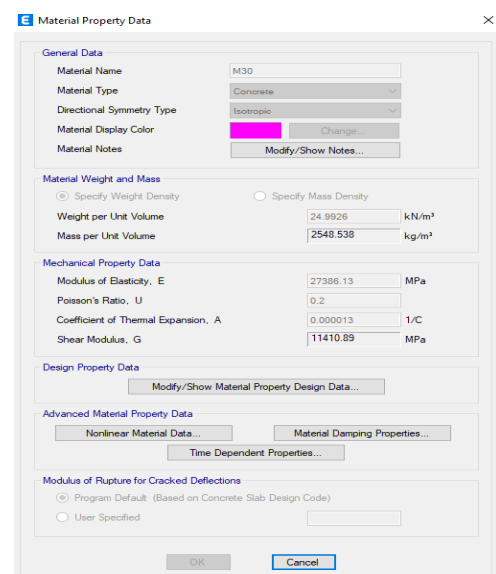 E Material Property Data
General Data
Material Name M30
Material Type Concrete
Directional Symmetry Type Isotropic
Material Display Color Change...
Material Notes Modify/Show Notes...
Material Weight and Mass
Specify Weight Density Specify Mass Density
Weight per Unit Volume 24.9926 kN/m³
Mass per Unit Volume 2548.538 kg/m³
Mechanical Property Data
Modulus of Elasticity, E 27386.13 MPa
Poisson's Ratio, U 0.2
Coefficient of Thermal Expansion, A 0.000013 1/C
Shear Modulus, G 11410.89 MPa
Design Property Data
Modify/Show Material Property Design Data...
Advanced Material Property Data
Nonlinear Material Data... Material Damping Properties...
Time Dependent Properties...
Modulus of Rupture for Cracked Deflections
Program Default (Based on Concrete Slab Design Code)
User Specified
OK Cancel